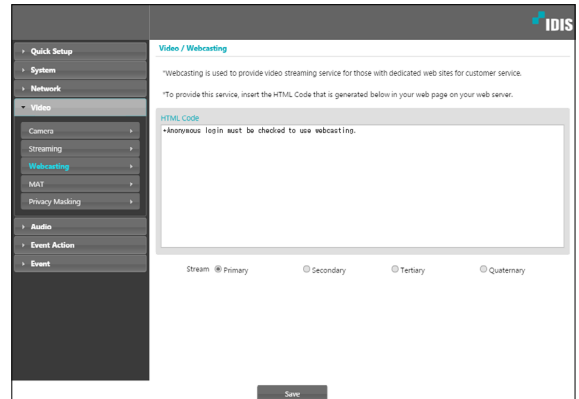 IDIS
Quick Setup
System
Network
Video
Camera
Streaming
Webcasting
MAT
Privacy Masking
Audio
Event Action
Event
Video / Webcasting
*Webcasting is used to provide video streaming service for those with dedicated web sites for customer service.
*To provide this service, insert the HTML Code that is generated below in your web page on your web server.
HTML Code
*Anonymous login must be checked to use webcasting.
Stream Primary Secondary Tertiary Quaternary
Save